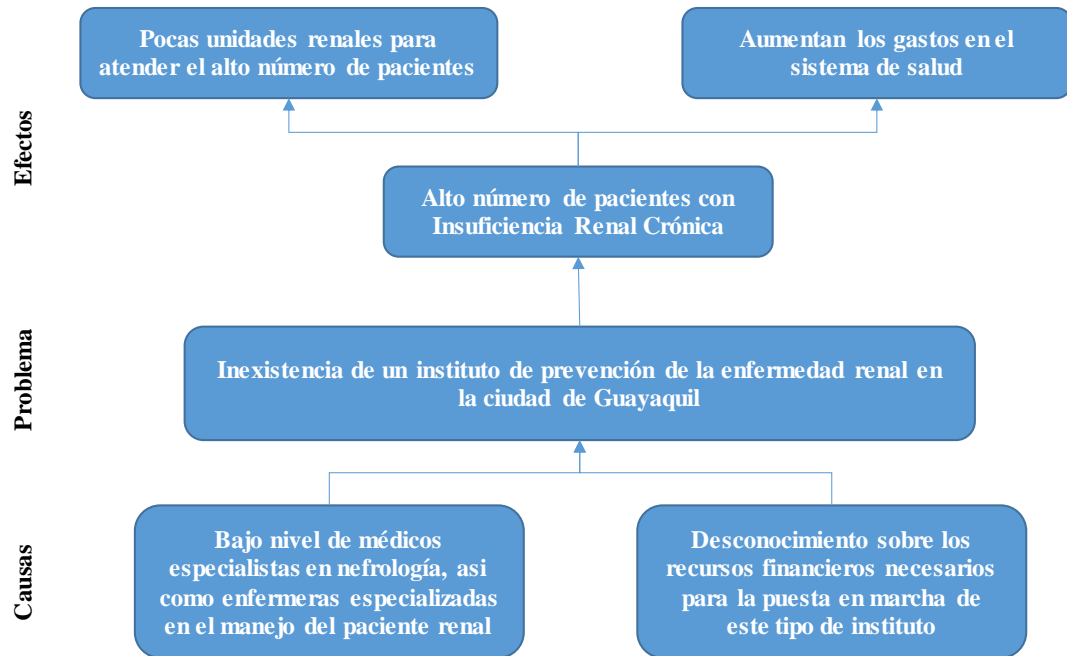 Pocas unidades renales para
atender el alto número de pacientes
Aumentan los gastos en el
sistema de salud
Efectos
Alto número de pacientes con
Insuficiencia Renal Crónica
Problema
Inexistencia de un instituto de prevención de la enfermedad renal en
la ciudad de Guayaquil
Causas
Bajo nivel de médicos
especialistas en nefrología, asi
como enfermeras especializadas
en el manejo del paciente renal
Desconocimiento sobre los
recursos financieros necesarios
para la puesta en marcha de
este tipo de instituto